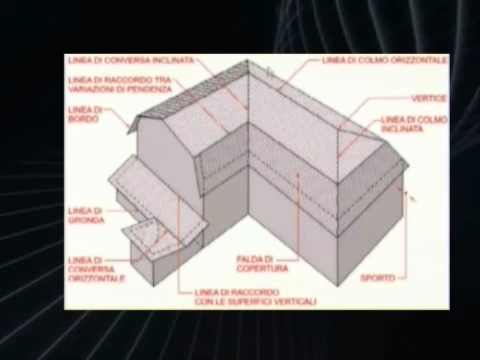 LINEA DI CONVERSA INCLINATA
LINEA DI COLMO ORIZZONTALE
LINEA DI RACCORDO TRA
VARIAZIONI DI PENDENZA
VERTICE
LINEA DI
BORDO
LINEA DI COLMO
INCLINATA
LINEA DI
GRONDA
LINEA DI
CONVERSA
ORIZZONTALE
FALDA DI
COPERTURA
SPORTO
LINEA DI RACCORDO
CON LE SUPERFICI VERTICALI